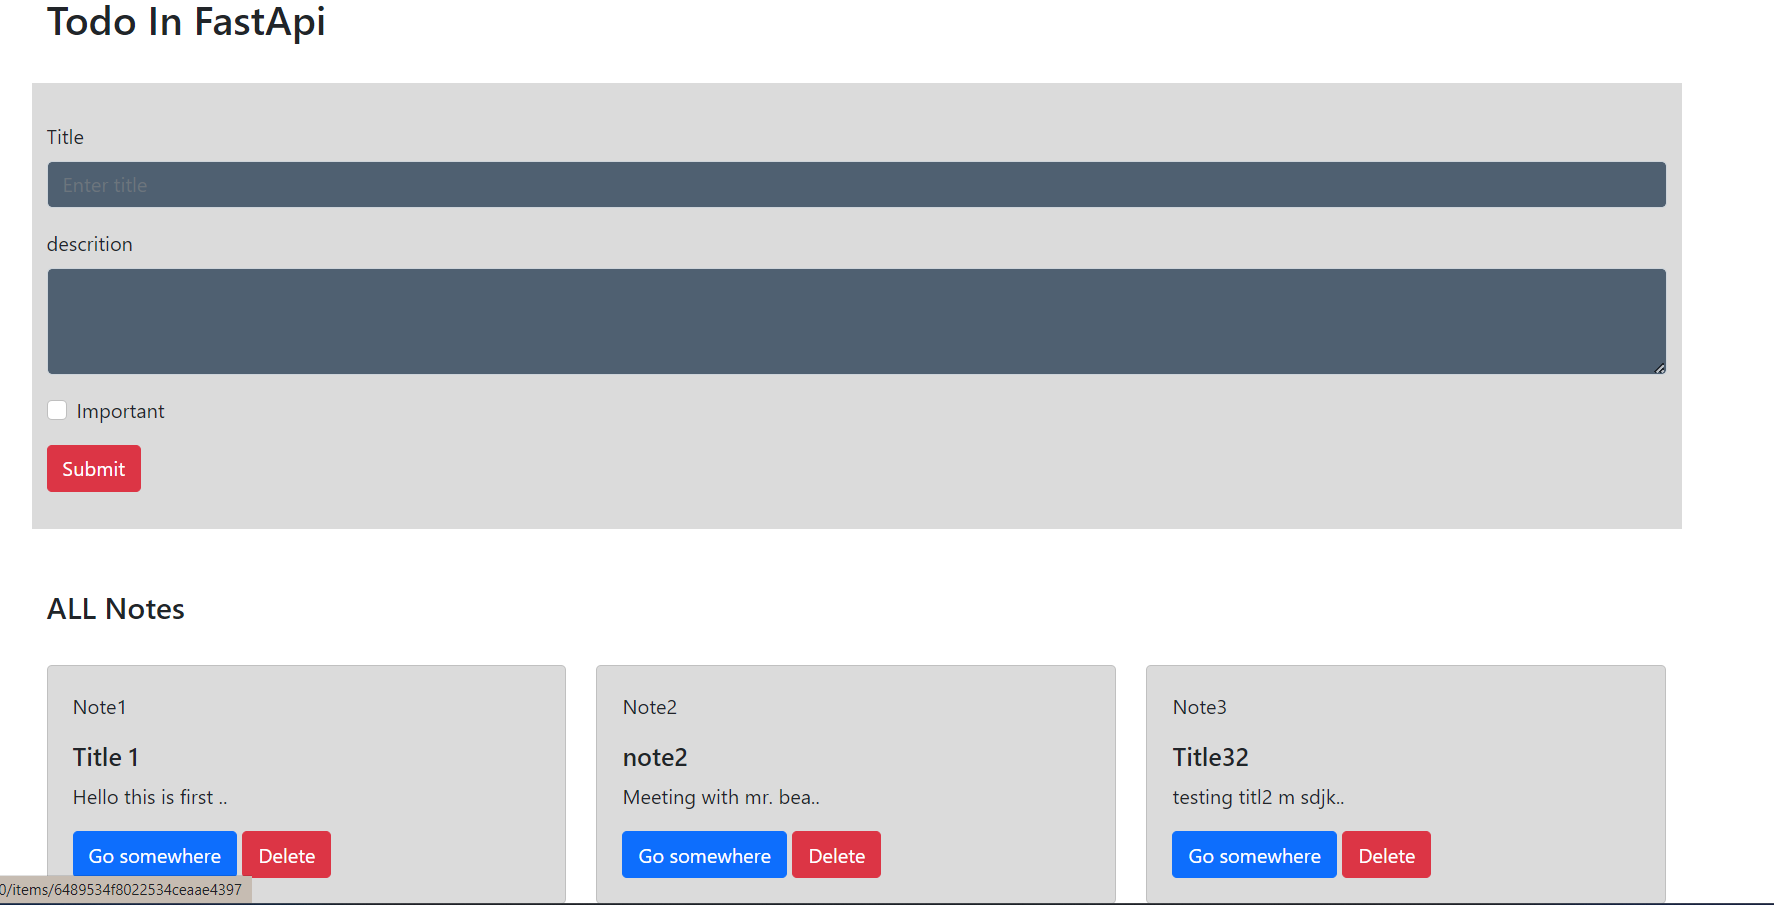 Todo In FastApi
Title
Enter title
descrition
Important
Submit
ALL Notes
Note1
Title 1
Hello this is first ..
Go somewhere Delete
Note2
note2
Meeting with mr. bea..
Go somewhere Delete
Note3
Title32
testing titl2 m sdjk..
Go somewhere Delete
0/items/6489534f8022534ceaae4397